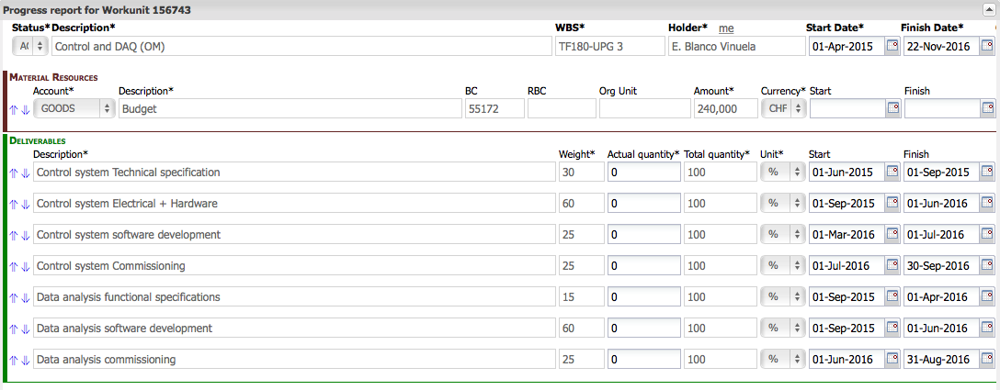 Progress report for Workunit 156743
Status* Description* WBS* Holder* me Start Date* Finish Date*
Control and DAQ (OM) TF180-UPG 3 E. Blanco Vinuela 01-Apr-2015 22-Nov-2016
MATERIAL RESOURCES
Account* Description* BC RBC Org Unit Amount* Currency* Start Finish
GOODS Budget 55172 240,000 CHF
DELIVERABLES
Description* Weight* Actual quantity* Total quantity* Unit* Start Finish
Control system Technical specification 30 0 100 % 01-Jun-2015 01-Sep-2015
Control system Electrical + Hardware 60 0 100 % 01-Sep-2015 01-Jun-2016
Control system software development 25 0 100 % 01-Mar-2016 01-Jul-2016
Control system Commissioning 25 0 100 % 01-Jul-2016 30-Sep-2016
Data analysis functional specifications 15 0 100 % 01-Sep-2015 01-Apr-2016
Data analysis software development 60 0 100 % 01-Sep-2015 01-Jun-2016
Data analysis commissioning 25 0 100 % 01-Jun-2016 31-Aug-2016